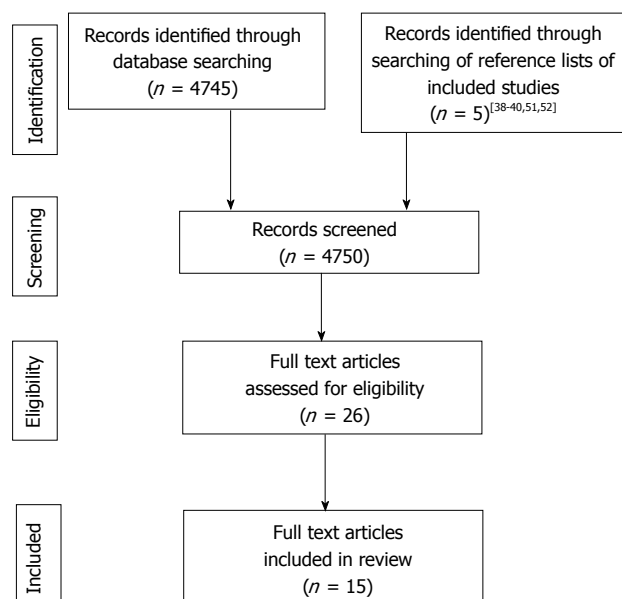 Identification
Records identified through
database searching
(n = 4745)
Records identified through
searching of reference lists of
included studies
(n = 5)[38-40,51,52]
Screening
Records screened
(n = 4750)
Eligibility
Full text articles
assessed for eligibility
(n = 26)
Included
Full text articles
included in review
(n = 15)